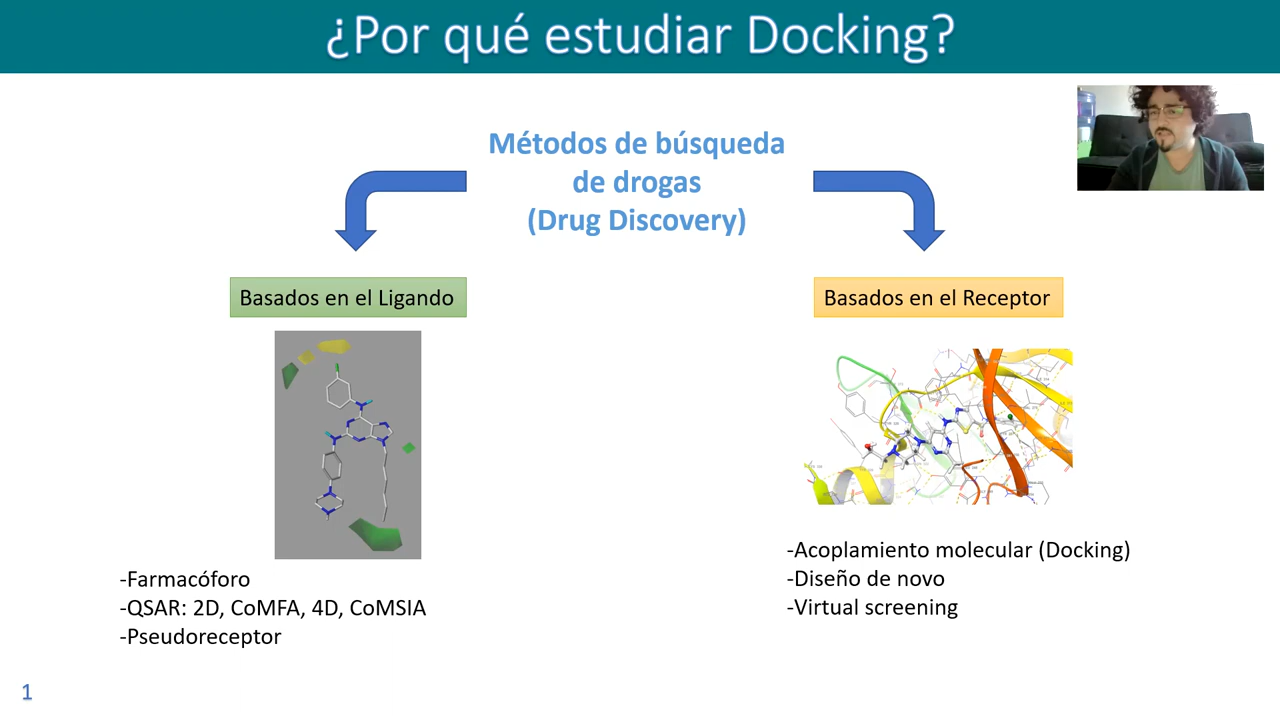 ¿Por qué estudiar Docking?
Métodos de búsqueda
de drogas
(Drug Discovery)
Basados en el Ligando
Basados en el Receptor
-Farmacóforo
-QSAR: 2D, CoMFA, 4D, CoMSIA
-Pseudoreceptor
-Acoplamiento molecular (Docking)
-Diseño de novo
-Virtual screening
1